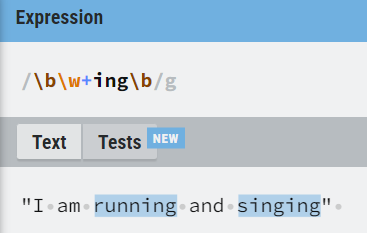 Expression
/\b\w+ing\b/g
Text Tests NEW
"I·am·running·and·singing"·